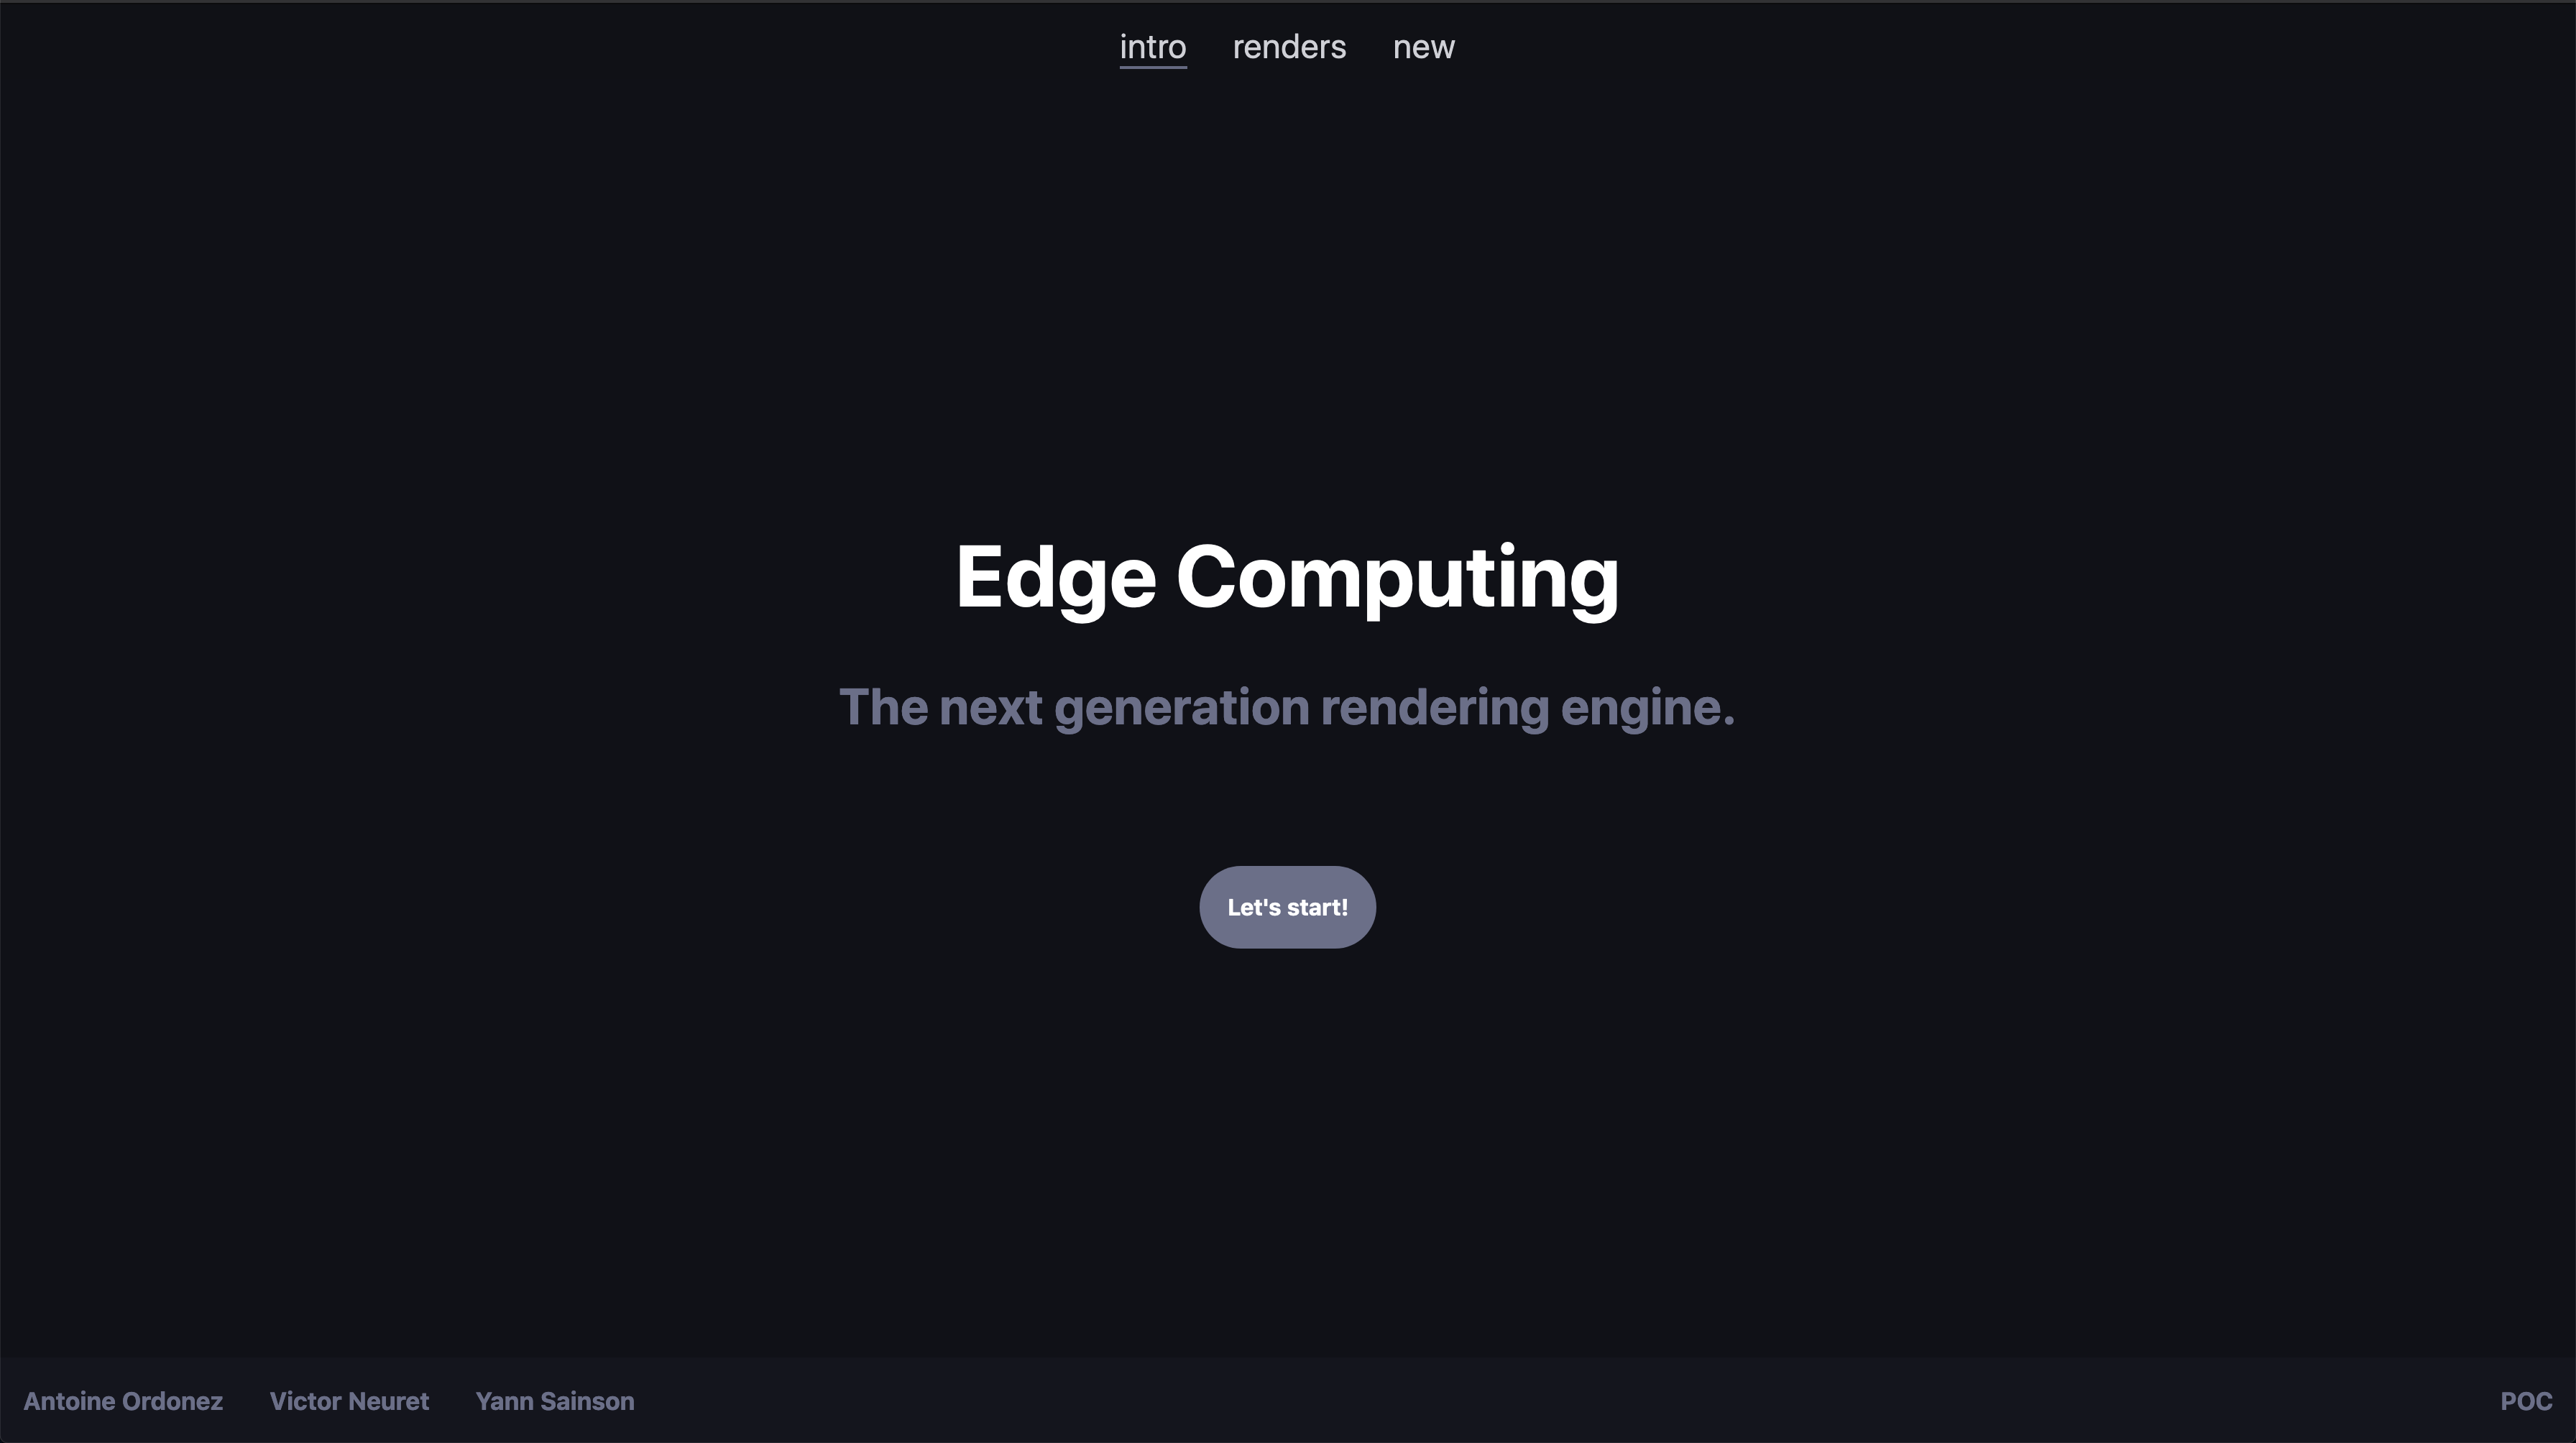 intro renders new
Edge Computing
The next generation rendering engine.
Let's start!
Antoine Ordonez Victor Neuret Yann Sainson POC